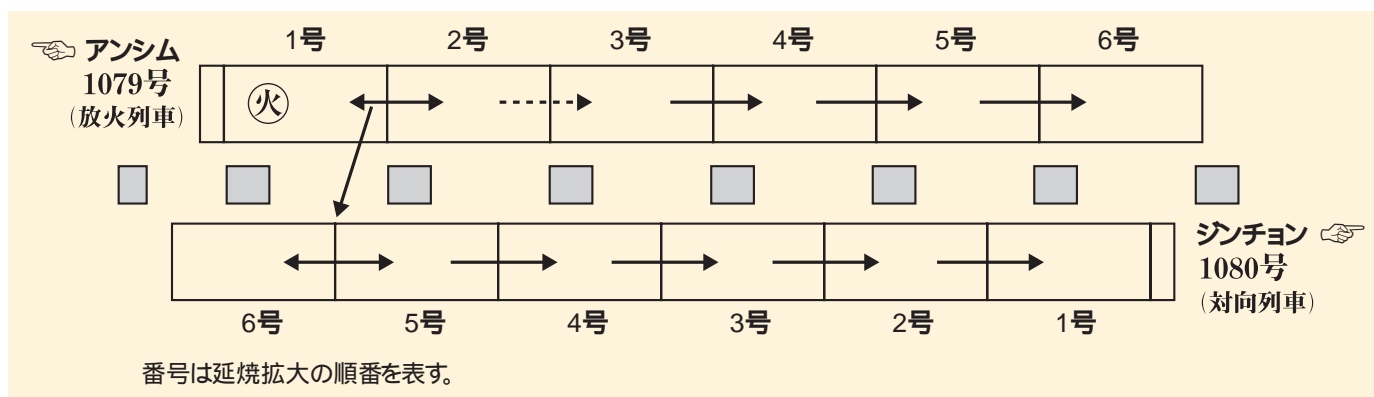 1号 2号 3号 4号 5号 6号
アンシム
1079号
(放火列車)
火
ジンチョン
1080号
(対向列車)
6号 5号 4号 3号 2号 1号
番号は延焼拡大の順番を表す。